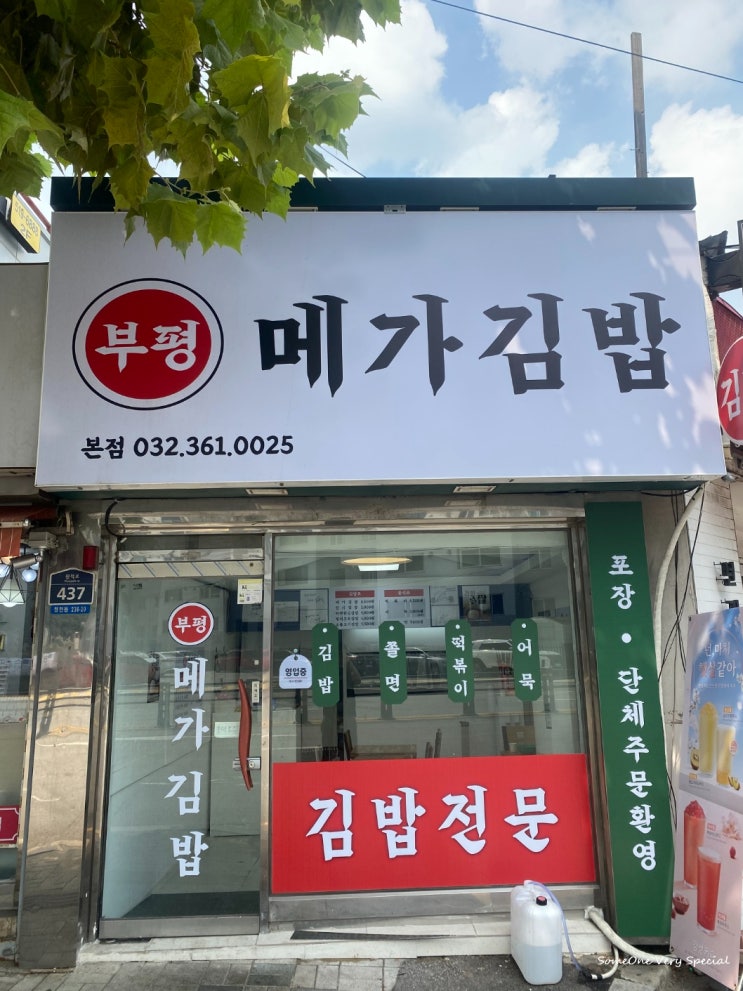 부평 메가김밥
본점 032.361.0025
437
부평
메가김밥
영업중
김밥
쫄면
떡볶이
어묵
김밥전문
포장 • 단체주문환영
김
SomeOne Very Special